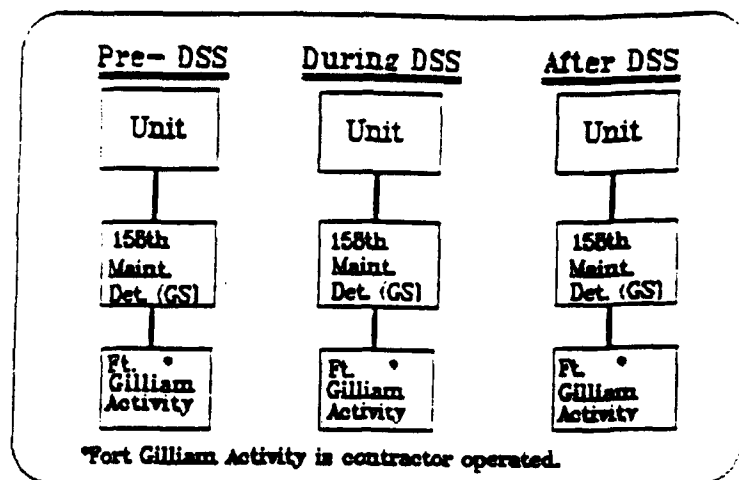 Pre- DSS
During DSS
After DSS
Unit
Unit
Unit
158th
Maint.
Det. (GS)
158th
Maint.
Det. (GS)
158th
Maint.
Det. (GS)
Ft. *
Gilliam
Activity
Ft. *
Gilliam
Activity
Ft. *
Gilliam
Activity
*Fort Gilliam Activity is contractor operated.